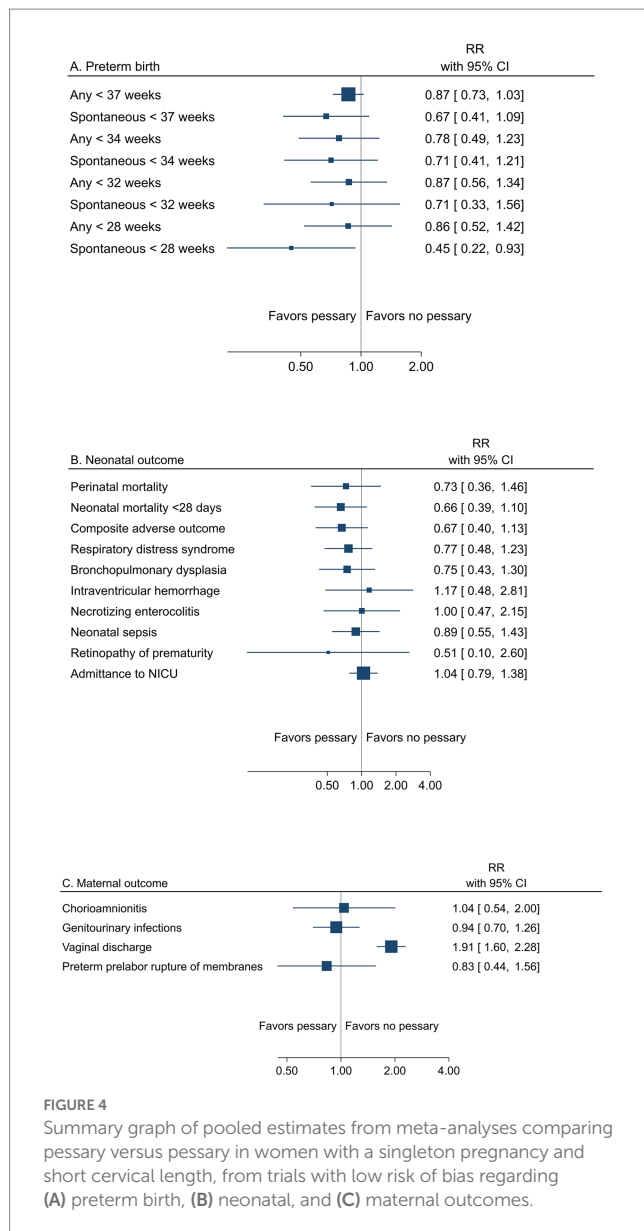 RR
A. Preterm birth with 95% CI
Any < 37 weeks 0.87 [ 0.73, 1.03]
Spontaneous < 37 weeks 0.67 [ 0.41, 1.09]
Any < 34 weeks 0.78 [ 0.49, 1.23]
Spontaneous < 34 weeks 0.71 [ 0.41, 1.21]
Any < 32 weeks 0.87 [ 0.56, 1.34]
Spontaneous < 32 weeks 0.71 [ 0.33, 1.56]
Any < 28 weeks 0.86 [ 0.52, 1.42]
Spontaneous < 28 weeks 0.45 [ 0.22, 0.93]
Favors pessary Favors no pessary
0.50 1.00 2.00
RR
B. Neonatal outcome with 95% CI
Perinatal mortality 0.73 [ 0.36, 1.46]
Neonatal mortality <28 days 0.66 [ 0.39, 1.10]
Composite adverse outcome 0.67 [ 0.40, 1.13]
Respiratory distress syndrome 0.77 [ 0.48, 1.23]
Bronchopulmonary dysplasia 0.75 [ 0.43, 1.30]
Intraventricular hemorrhage 1.17 [ 0.48, 2.81]
Necrotizing enterocolitis 1.00 [ 0.47, 2.15]
Neonatal sepsis 0.89 [ 0.55, 1.43]
Retinopathy of prematurity 0.51 [ 0.10, 2.60]
Admittance to NICU 1.04 [ 0.79, 1.38]
Favors pessary Favors no pessary
0.50 1.00 2.00 4.00
RR
C. Maternal outcome with 95% CI
Chorioamnionitis 1.04 [ 0.54, 2.00]
Genitourinary infections 0.94 [ 0.70, 1.26]
Vaginal discharge 1.91 [ 1.60, 2.28]
Preterm prelabor rupture of membranes 0.83 [ 0.44, 1.56]
Favors pessary Favors no pessary
0.50 1.00 2.00 4.00
FIGURE 4
Summary graph of pooled estimates from meta-analyses comparing
pessary versus pessary in women with a singleton pregnancy and
short cervical length, from trials with low risk of bias regarding
(A) preterm birth, (B) neonatal, and (C) maternal outcomes.